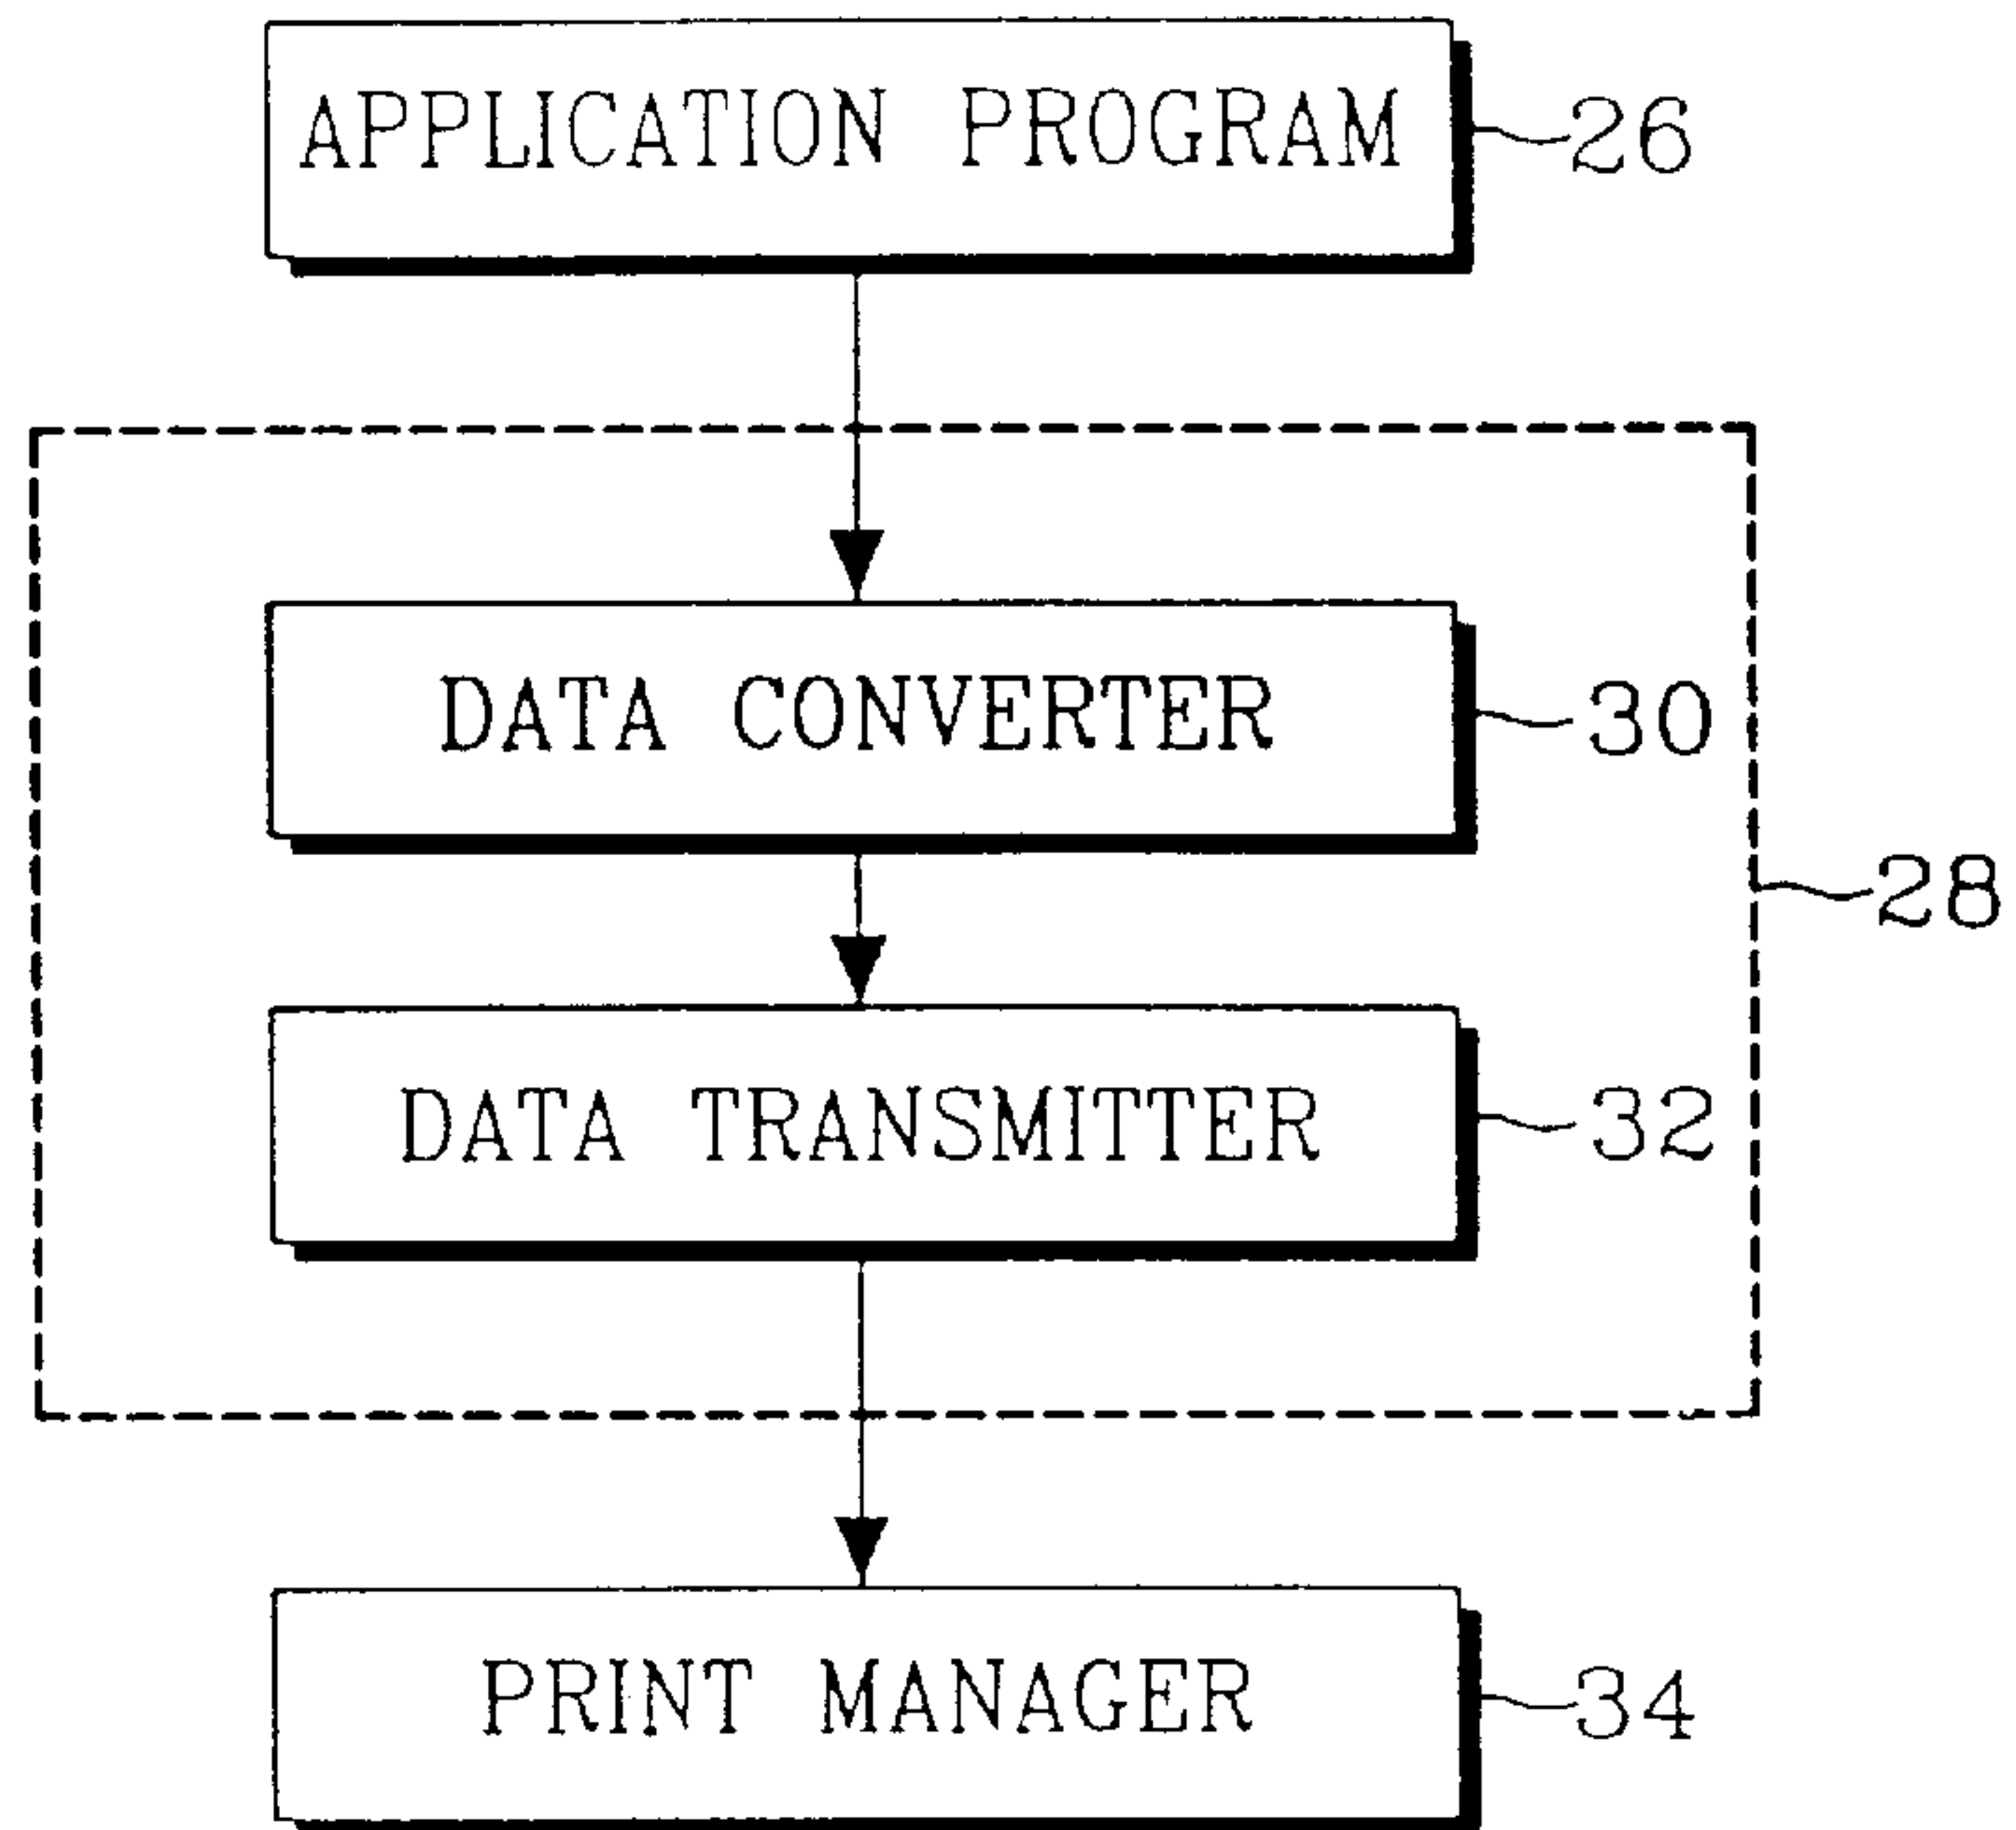 APPLICATION PROGRAM
26
DATA CONVERTER
30
28
DATA TRANSMITTER
32
PRINT MANAGER
34